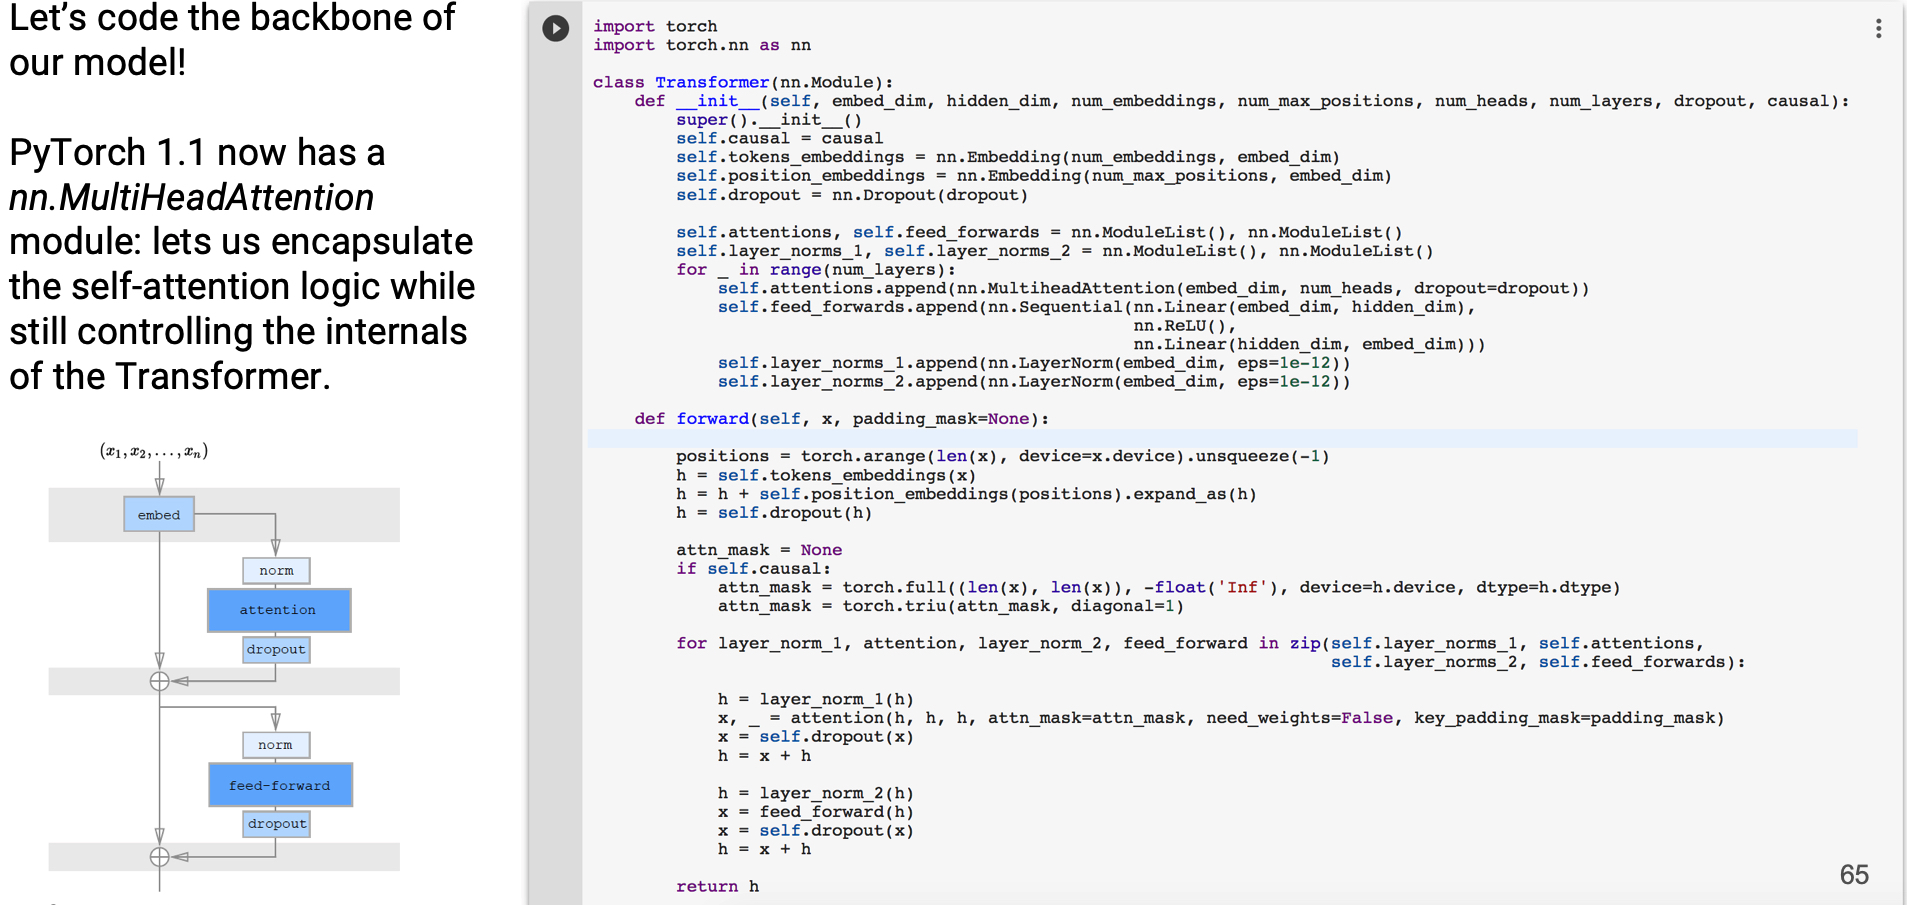 Let's code the backbone of
our model!
PyTorch 1.1 now has a
nn.MultiHeadAttention
module: lets us encapsulate
the self-attention logic while
still controlling the internals
of the Transformer.
(x₁, x₂, . . . , xₙ)
embed
norm
attention
dropout
norm
feed-forward
dropout
import torch
import torch.nn as nn

class Transformer(nn.Module):
    def __init__(self, embed_dim, hidden_dim, num_embeddings, num_max_positions, num_heads, num_layers, dropout, causal):
        super().__init__()
        self.causal = causal
        self.tokens_embeddings = nn.Embedding(num_embeddings, embed_dim)
        self.position_embeddings = nn.Embedding(num_max_positions, embed_dim)
        self.dropout = nn.Dropout(dropout)

        self.attentions, self.feed_forwards = nn.ModuleList(), nn.ModuleList()
        self.layer_norms_1, self.layer_norms_2 = nn.ModuleList(), nn.ModuleList()
        for _ in range(num_layers):
            self.attentions.append(nn.MultiheadAttention(embed_dim, num_heads, dropout=dropout))
            self.feed_forwards.append(nn.Sequential(nn.Linear(embed_dim, hidden_dim),
                                                    nn.ReLU(),
                                                    nn.Linear(hidden_dim, embed_dim)))
            self.layer_norms_1.append(nn.LayerNorm(embed_dim, eps=1e-12))
            self.layer_norms_2.append(nn.LayerNorm(embed_dim, eps=1e-12))

    def forward(self, x, padding_mask=None):

        positions = torch.arange(len(x), device=x.device).unsqueeze(-1)
        h = self.tokens_embeddings(x)
        h = h + self.position_embeddings(positions).expand_as(h)
        h = self.dropout(h)

        attn_mask = None
        if self.causal:
            attn_mask = torch.full((len(x), len(x)), -float('Inf'), device=h.device, dtype=h.dtype)
            attn_mask = torch.triu(attn_mask, diagonal=1)

        for layer_norm_1, attention, layer_norm_2, feed_forward in zip(self.layer_norms_1, self.attentions,
                                                                       self.layer_norms_2, self.feed_forwards):

            h = layer_norm_1(h)
            x, _ = attention(h, h, h, attn_mask=attn_mask, need_weights=False, key_padding_mask=padding_mask)
            x = self.dropout(x)
            h = x + h

            h = layer_norm_2(h)
            x = feed_forward(h)
            x = self.dropout(x)
            h = x + h

        return h
65